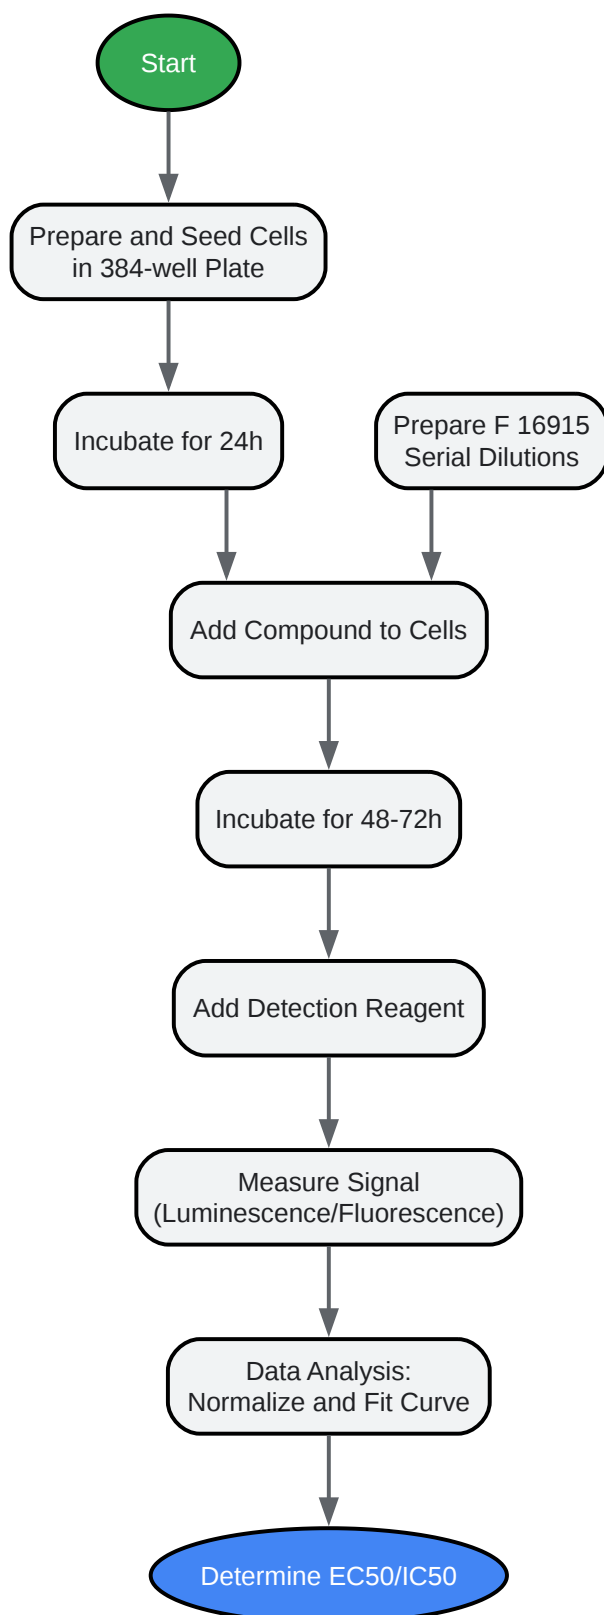 Start
Prepare and Seed Cells
in 384-well Plate
Incubate for 24h
Prepare F 16915
Serial Dilutions
Add Compound to Cells
Incubate for 48-72h
Add Detection Reagent
Measure Signal
(Luminescence/Fluorescence)
Data Analysis:
Normalize and Fit Curve
Determine EC50/IC50